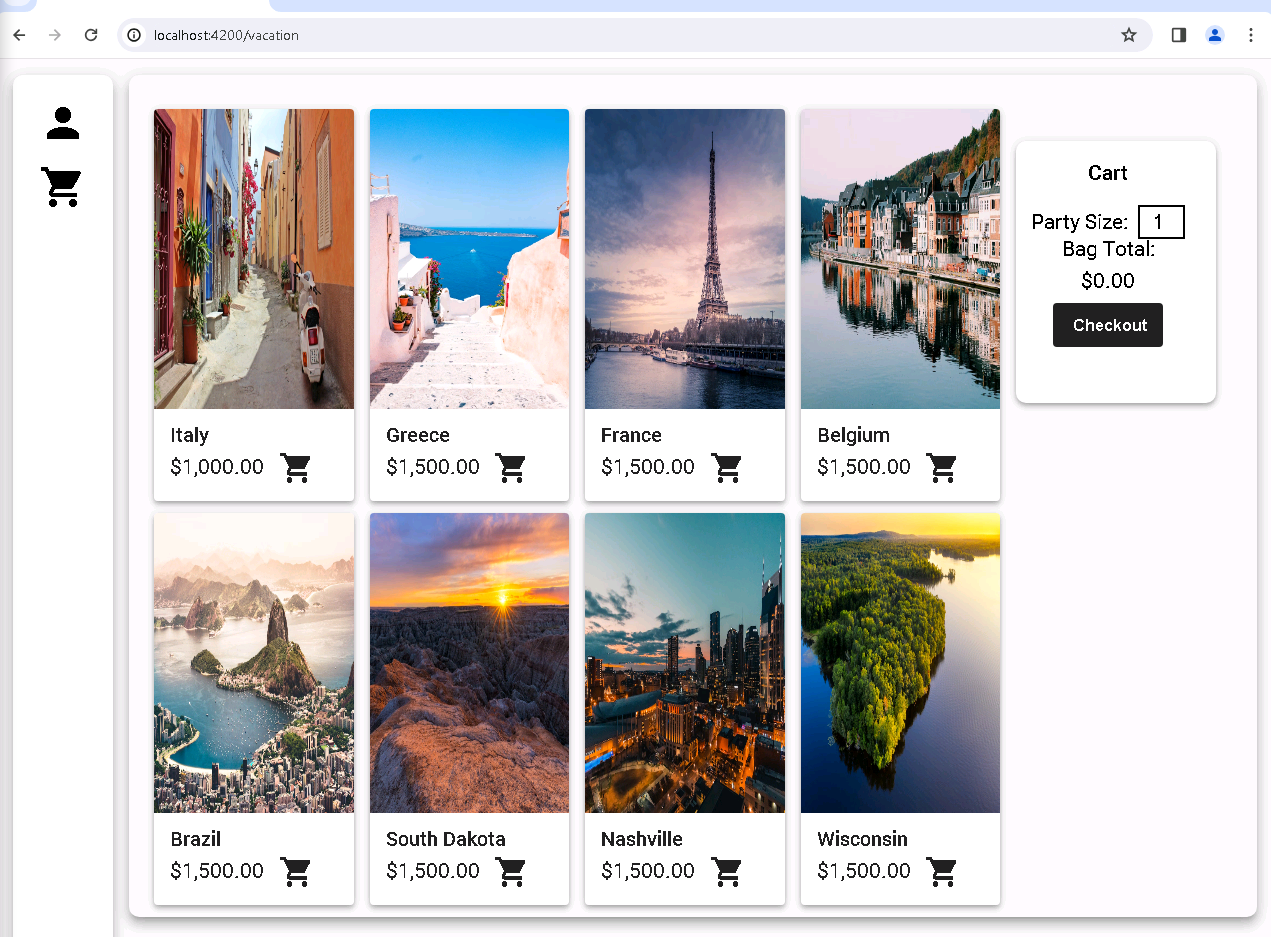 localhost:4200/vacation
Cart
Party Size: 1
Bag Total:
$0.00
Checkout
Italy
$1,000.00
Greece
$1,500.00
France
$1,500.00
Belgium
$1,500.00
Brazil
$1,500.00
South Dakota
$1,500.00
Nashville
$1,500.00
Wisconsin
$1,500.00